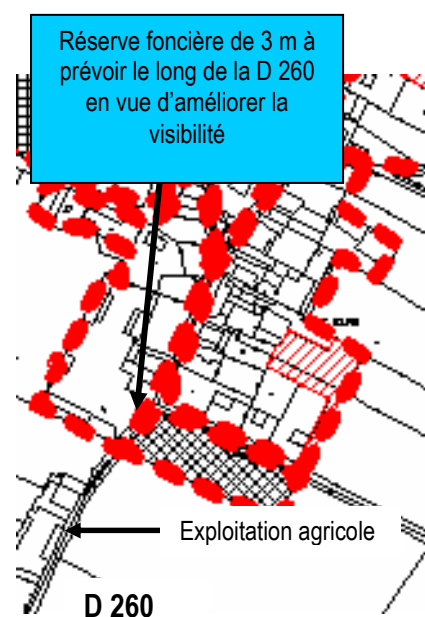 Réserve foncière de 3 m à
prévoir le long de la D 260
en vue d'améliorer la
visibilité
Exploitation agricole
D 260